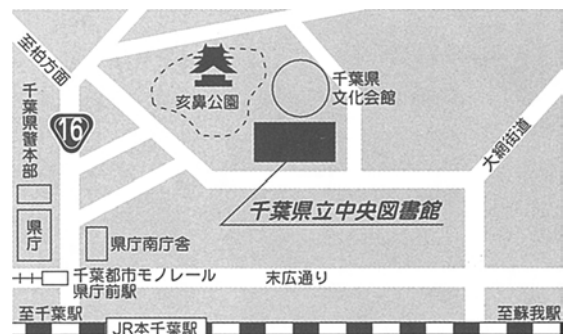 至柏方面
千葉県警本部
16
亥鼻公園
千葉県
文化会館
大網街道
千葉県立中央図書館
県庁
県庁南庁舎
千葉都市モノレール
県庁前駅
末広通り
至千葉駅
至蘇我駅
JR本千葉駅